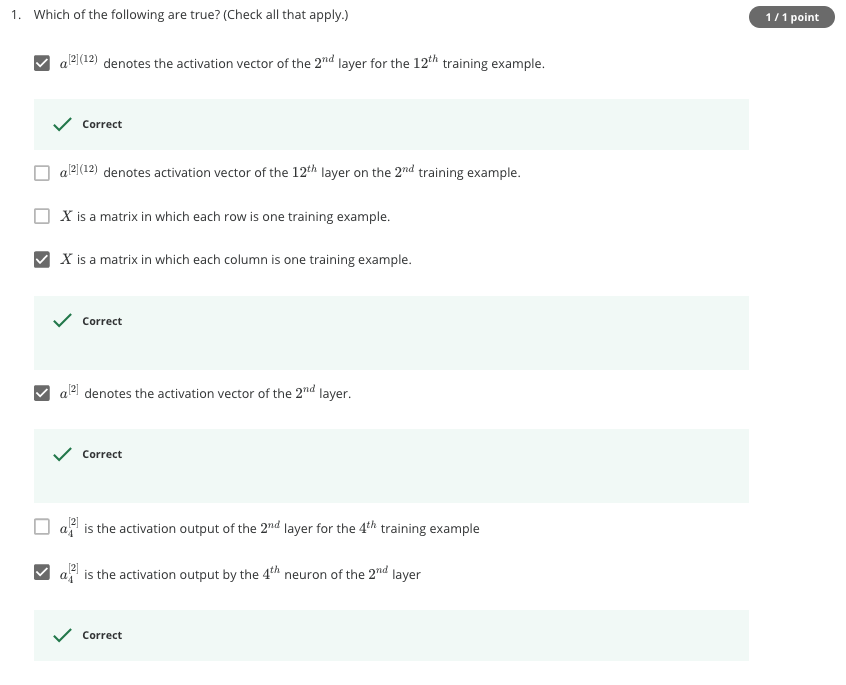 1. Which of the following are true? (Check all that apply.)
1 / 1 point
a^[2](12) denotes the activation vector of the 2^nd layer for the 12^th training example.
Correct
a^[2](12) denotes activation vector of the 12^th layer on the 2^nd training example.
X is a matrix in which each row is one training example.
X is a matrix in which each column is one training example.
Correct
a^[2] denotes the activation vector of the 2^nd layer.
Correct
a_4^[2] is the activation output of the 2^nd layer for the 4^th training example
a_4^[2] is the activation output by the 4^th neuron of the 2^nd layer
Correct